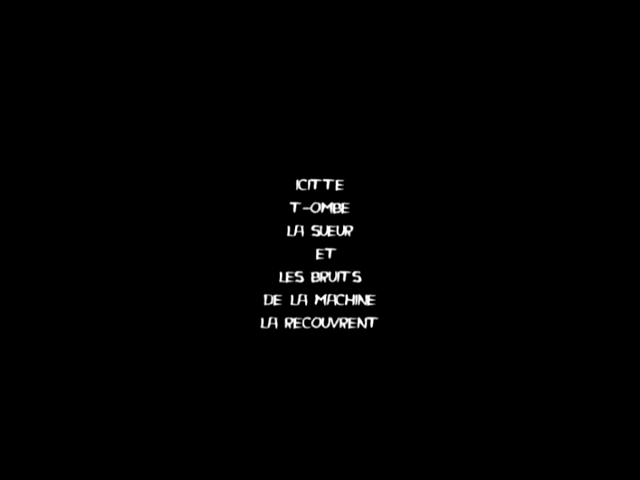 ICITTE
T-OMBE
LA SUEUR
ET
LES BRUITS
DE LA MACHINE
LA RECOUVRENT